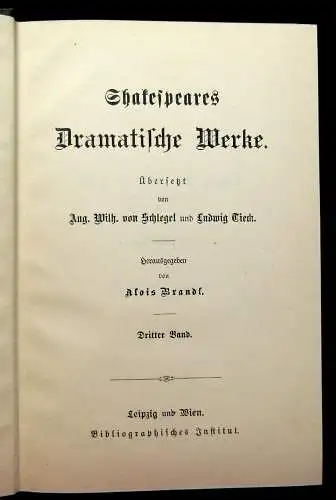 Shakespeares
Dramatische Werke.
Übersetzt
von
Aug. Wilh. von Schlegel und Ludwig Tieck.
Herausgegeben
von
Alois Brandl.
Dritter Band.
Leipzig und Wien.
Bibliographisches Institut.